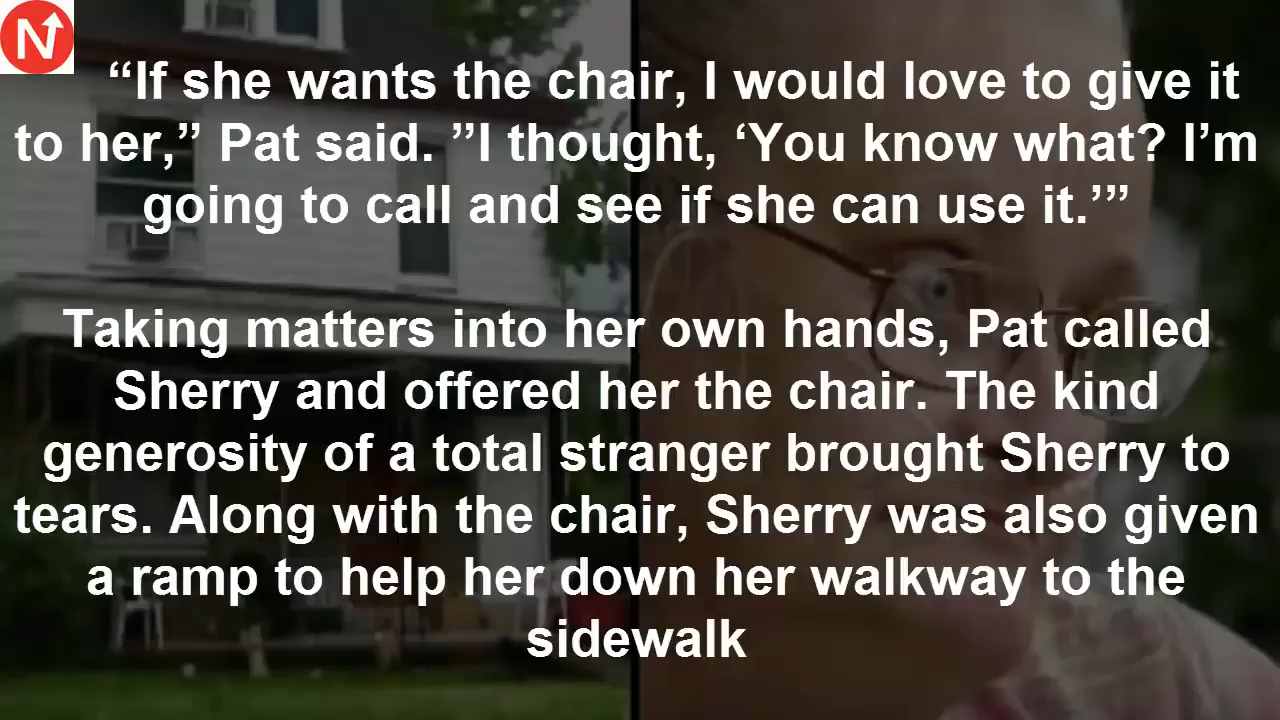 N
“If she wants the chair, I would love to give it
to her,” Pat said. ”I thought, ‘You know what? I’m
going to call and see if she can use it.’”
Taking matters into her own hands, Pat called
Sherry and offered her the chair. The kind
generosity of a total stranger brought Sherry to
tears. Along with the chair, Sherry was also given
a ramp to help her down her walkway to the
sidewalk